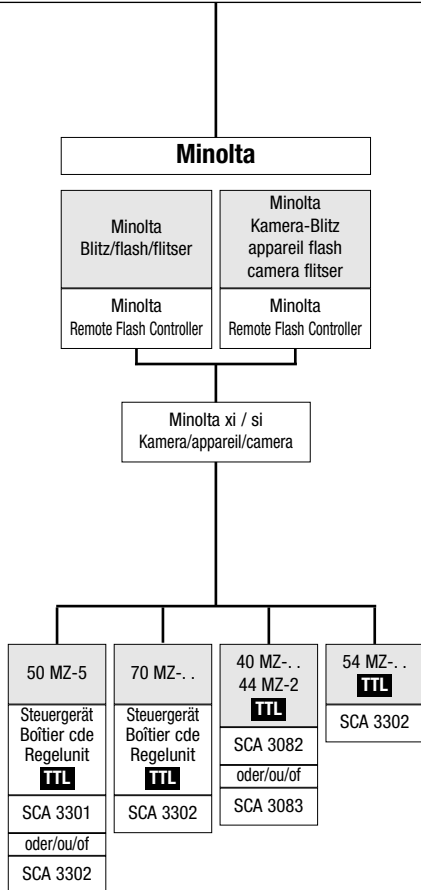 Minolta
Minolta
Blitz/flash/flitser
Minolta
Remote Flash Controller
Minolta
Kamera-Blitz
appareil flash
camera flitser
Minolta
Remote Flash Controller
Minolta xi / si
Kamera/appareil/camera
50 MZ-5
Steuergerät
Boîtier cde
Regelunit
TTL
SCA 3301
oder/ou/of
SCA 3302
70 MZ-. .
Steuergerät
Boîtier cde
Regelunit
TTL
SCA 3302
40 MZ-. .
44 MZ-2
TTL
SCA 3082
oder/ou/of
SCA 3083
54 MZ-. .
TTL
SCA 3302